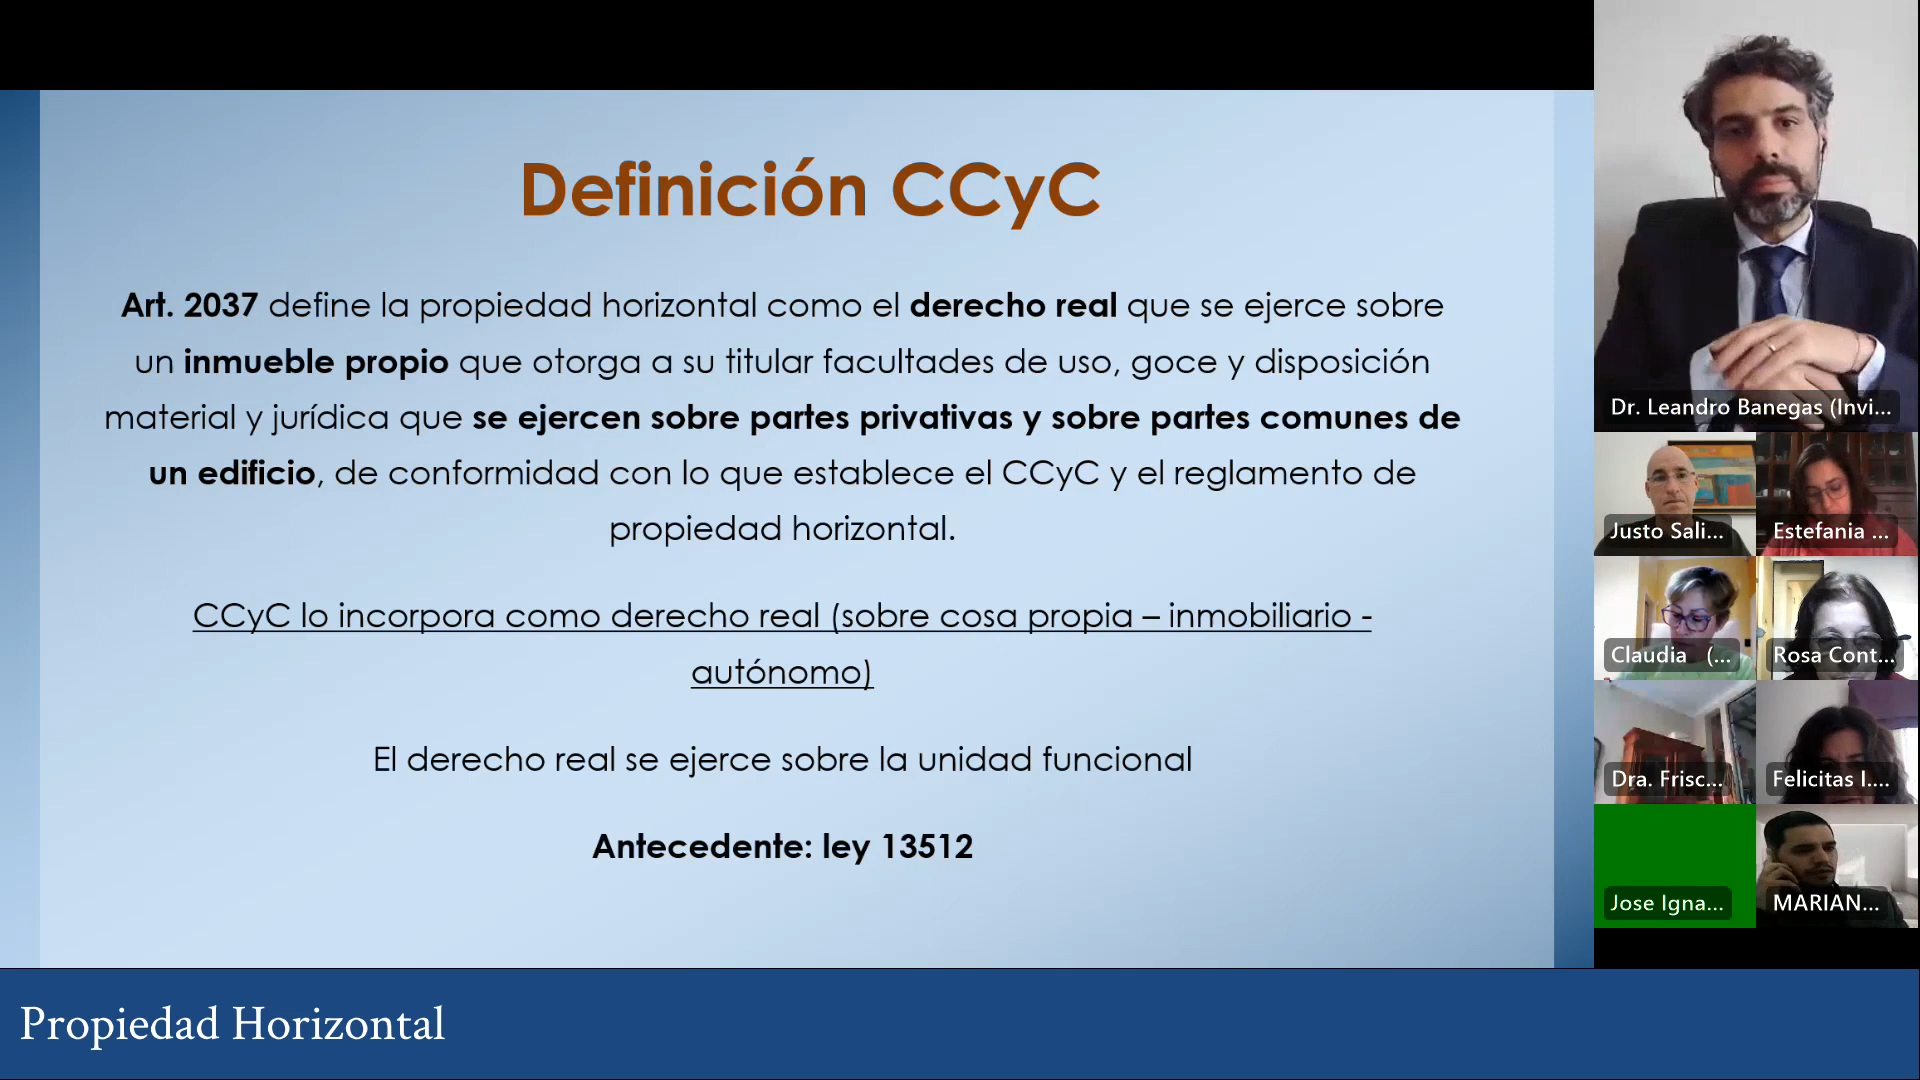 Definición CCyC
Art. 2037 define la propiedad horizontal como el derecho real que se ejerce sobre
un inmueble propio que otorga a su titular facultades de uso, goce y disposición
material y jurídica que se ejercen sobre partes privativas y sobre partes comunes de
un edificio, de conformidad con lo que establece el CCyC y el reglamento de
propiedad horizontal.
CCyC lo incorpora como derecho real (sobre cosa propia – inmobiliario -
autónomo)
El derecho real se ejerce sobre la unidad funcional
Antecedente: ley 13512
Propiedad Horizontal
Dr. Leandro Banegas (Invi...
Justo Sali...
Estefania ...
Claudia (...
Rosa Cont...
Dra. Frisc...
Felicitas I....
Jose Igna...
MARIAN...